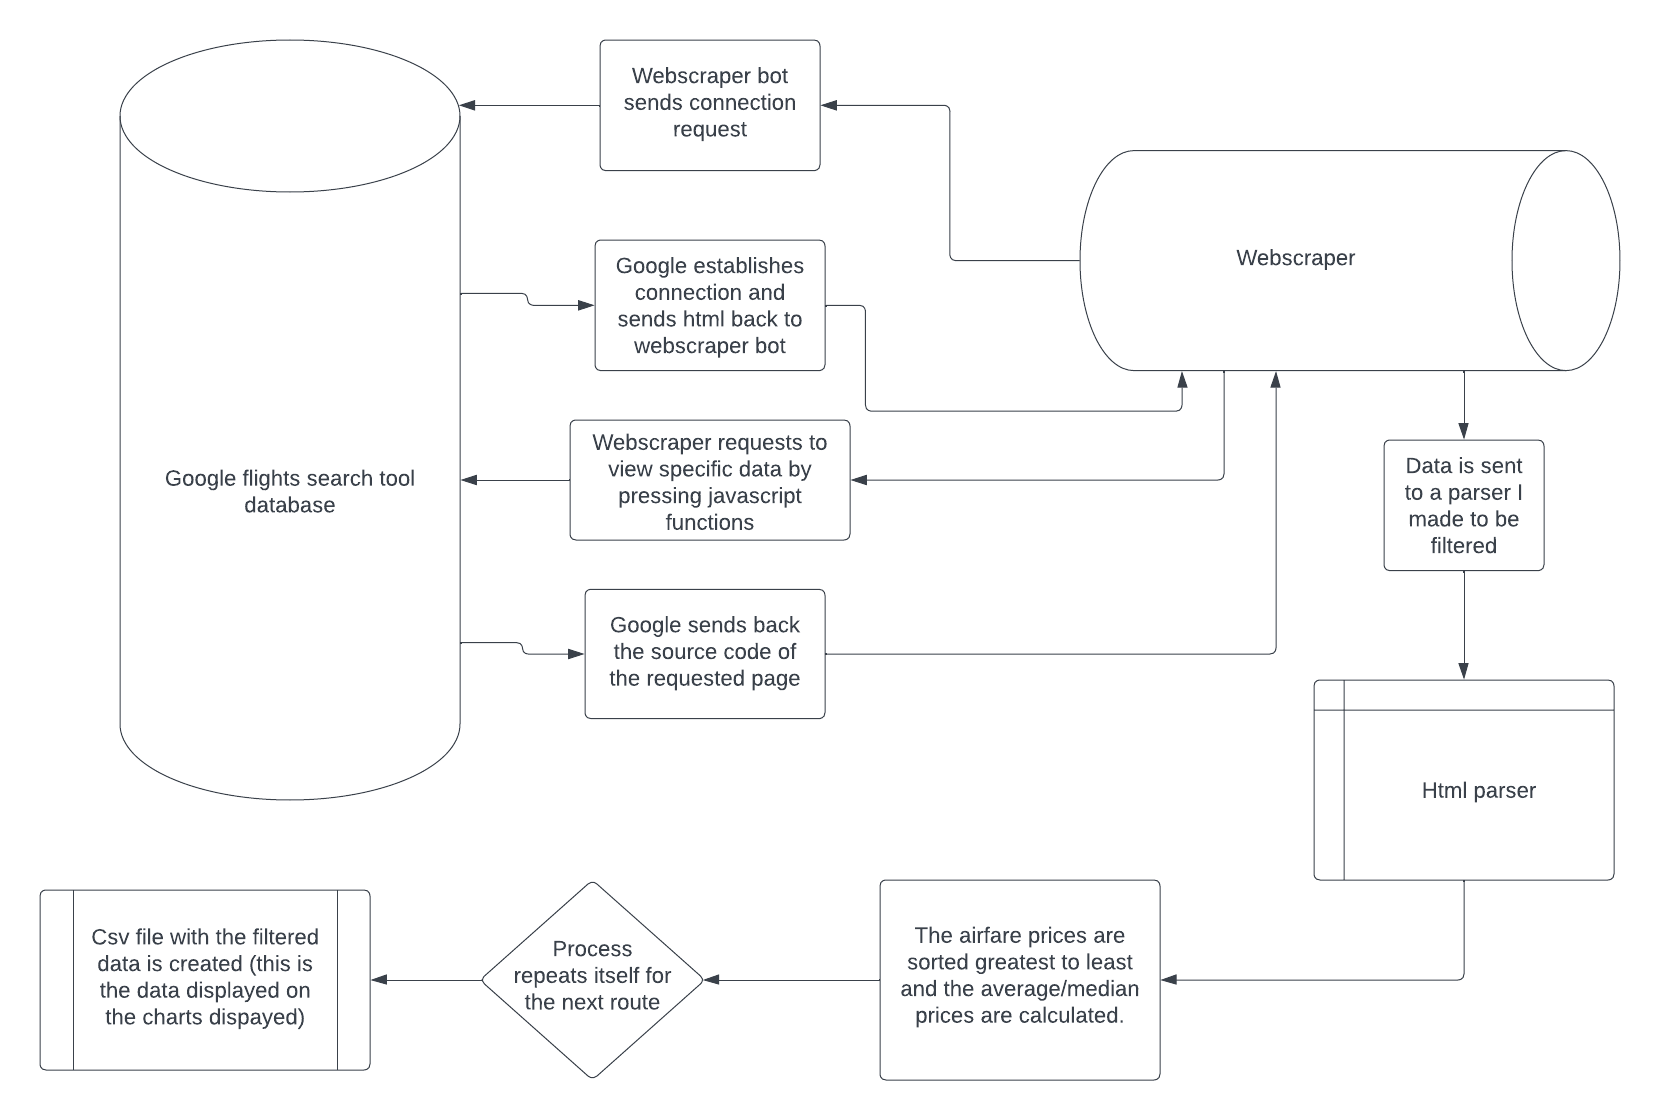 Webscraper bot
sends connection
request
Google establishes
connection and
sends html back to
webscraper bot
Webscraper
Google flights search tool
database
Webscraper requests to
view specific data by
pressing javascript
functions
Data is sent
to a parser I
made to be
filtered
Google sends back
the source code of
the requested page
Html parser
The airfare prices are
sorted greatest to least
and the average/median
prices are calculated.
Process
repeats itself for
the next route
Csv file with the filtered
data is created (this is
the data displayed on
the charts dispayed)